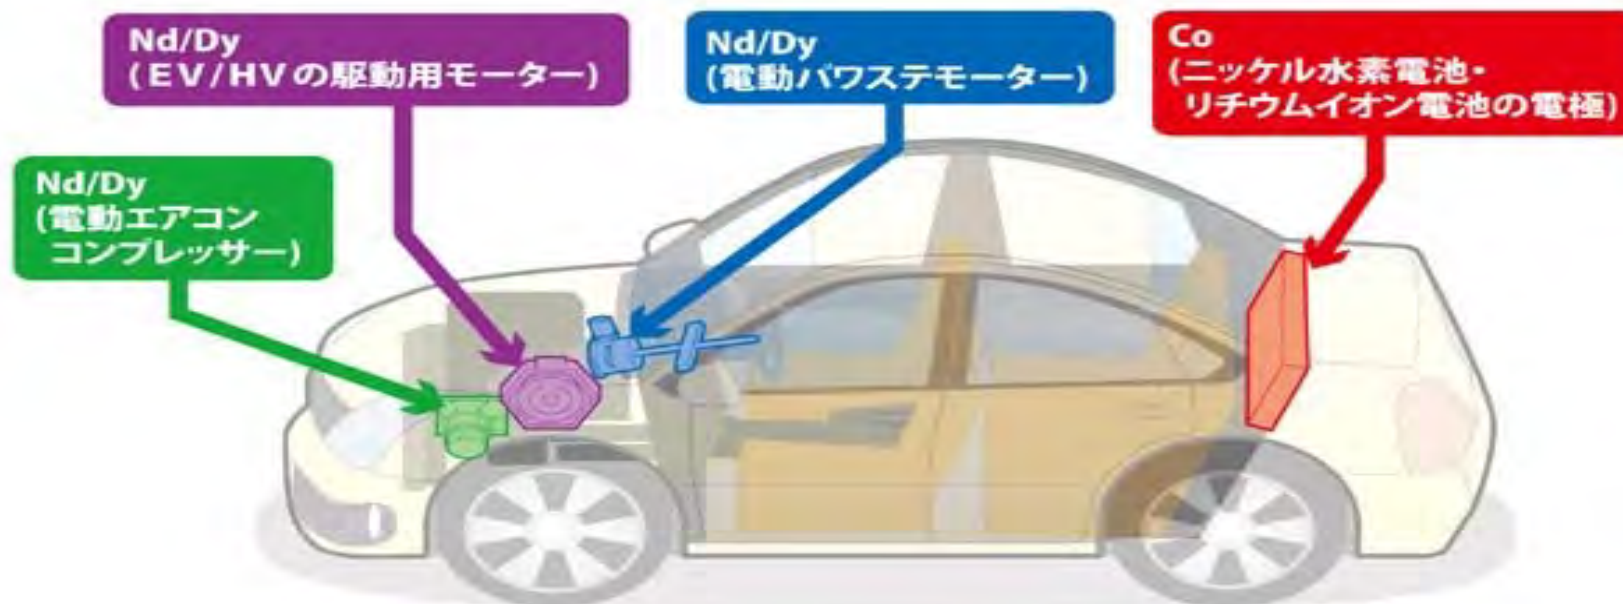 Nd/Dy
(EV/HVの駆動用モーター)
Nd/Dy
(電動パワステモーター)
Co
(ニッケル水素電池・
リチウムイオン電池の電極)
Nd/Dy
(電動エアコン
コンプレッサー)